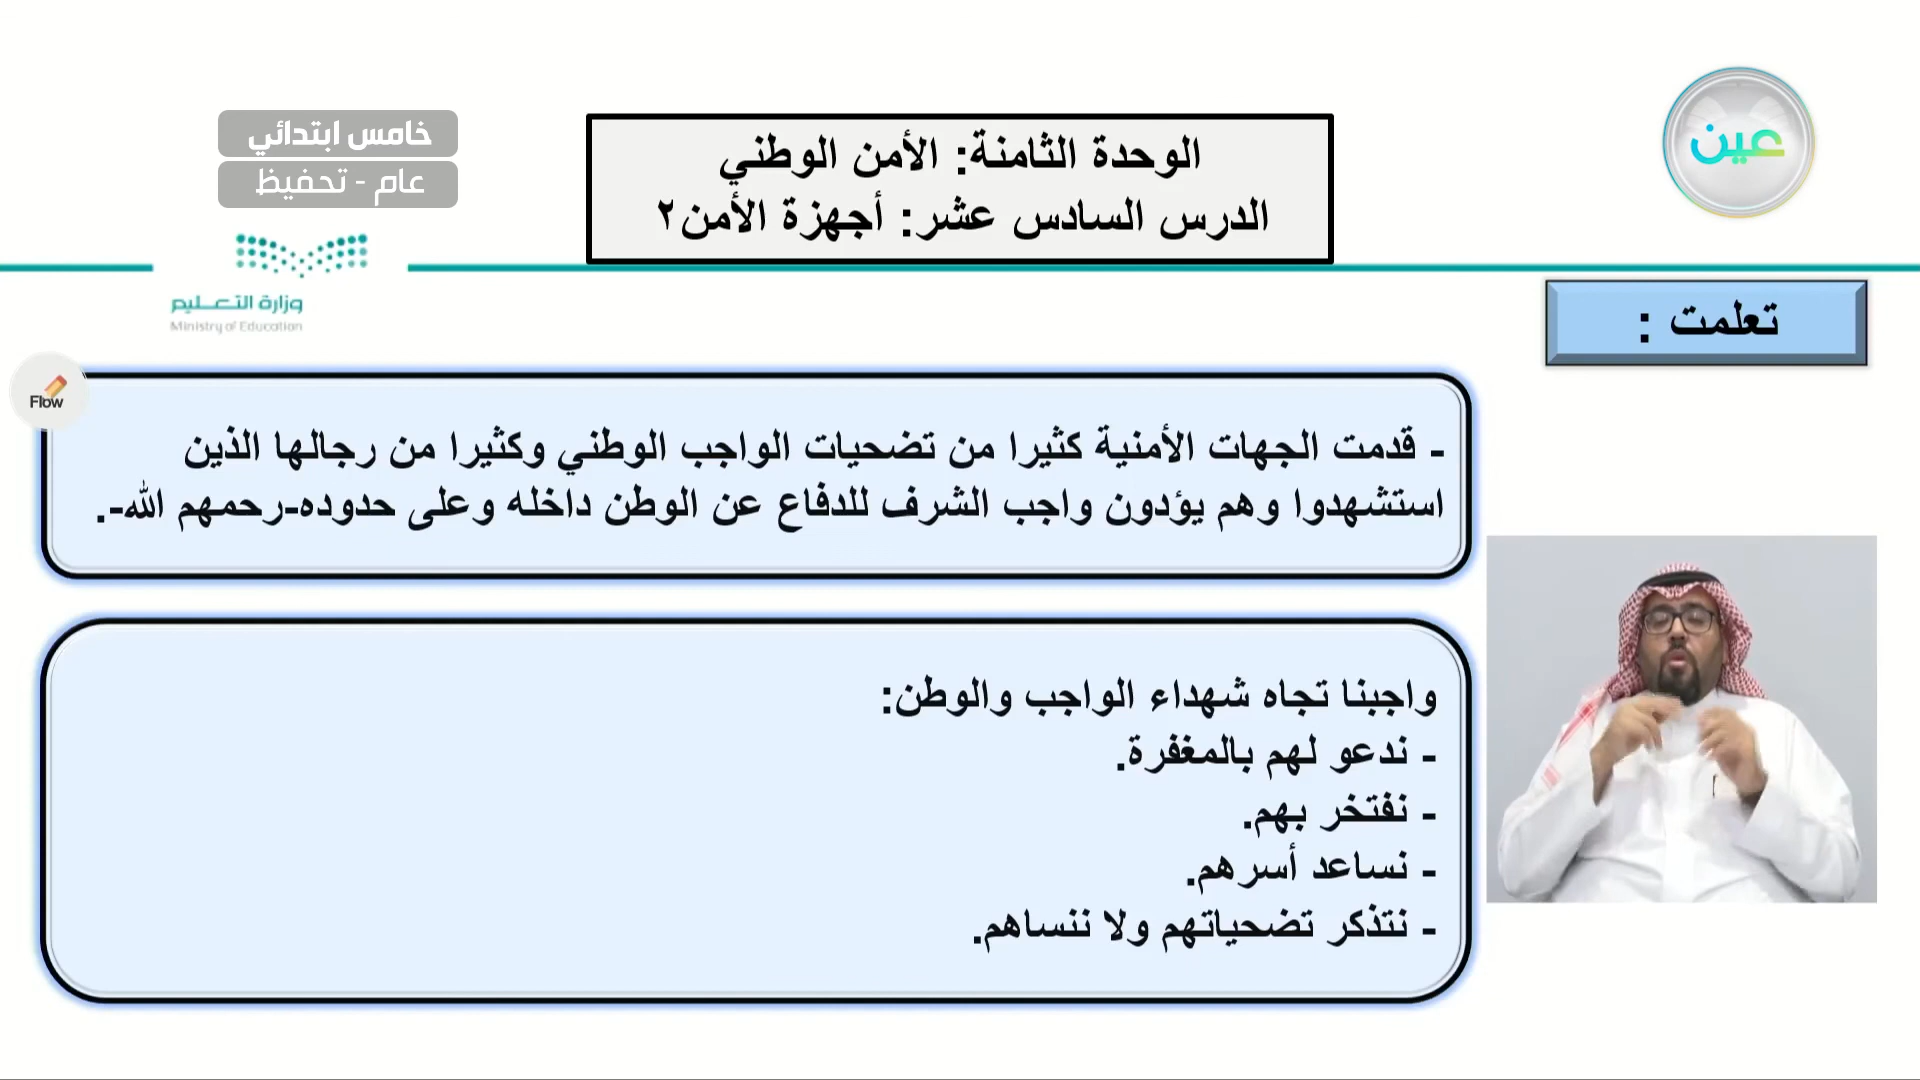 خامس ابتدائي
عام - تحفيظ
الوحدة الثامنة: الأمن الوطني
الدرس السادس عشر: أجهزة الأمن٢
عين
وزارة التعليم
Ministry of Education
تعلمت :
Flow
- قدمت الجهات الأمنية كثيرا من تضحيات الواجب الوطني وكثيرا من رجالها الذين
استشهدوا وهم يؤدون واجب الشرف للدفاع عن الوطن داخله وعلى حدوده-رحمهم الله-.
واجبنا تجاه شهداء الواجب والوطن:
- ندعو لهم بالمغفرة.
- نفتخر بهم.
- نساعد أسرهم.
- نتذكر تضحياتهم ولا ننساهم.